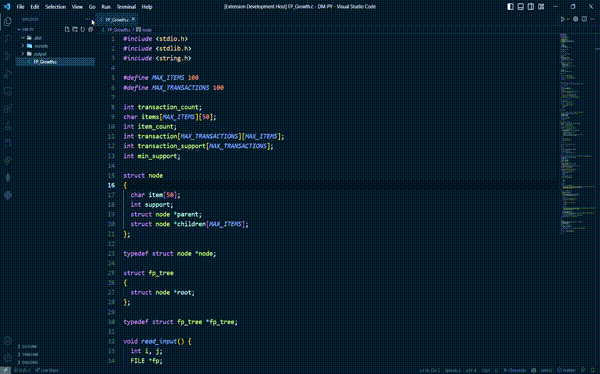 File Edit Selection View Go Run Terminal Help
[Extension Development Host] FP_Growth.c - DM-PY - Visual Studio Code
EXPLORER
FP_Growth.c
DM-PY
FP_Growth.c > node
.dist
.vscode
output
FP_Growth.c
1 #include <stdio.h>
2 #include <stdlib.h>
3 #include <string.h>
4
5 #define MAX_ITEMS 100
6 #define MAX_TRANSACTIONS 100
7
8 int transaction_count;
9 char items[MAX_ITEMS][50];
10 int item_count;
11 int transaction[MAX_TRANSACTIONS][MAX_ITEMS];
12 int transaction_support[MAX_TRANSACTIONS];
13 int min_support;
14
15 struct node
16 {
17 char item[50];
18 int support;
19 struct node *parent;
20 struct node *children[MAX_ITEMS];
21 };
22
23 typedef struct node *node;
24
25 struct fp_tree
26 {
27 struct node *root;
28 };
29
30 typedef struct fp_tree *fp_tree;
31
32 void read_input() {
33 int i, j;
34 FILE *fp;
OUTLINE
TIMELINE
Live Share